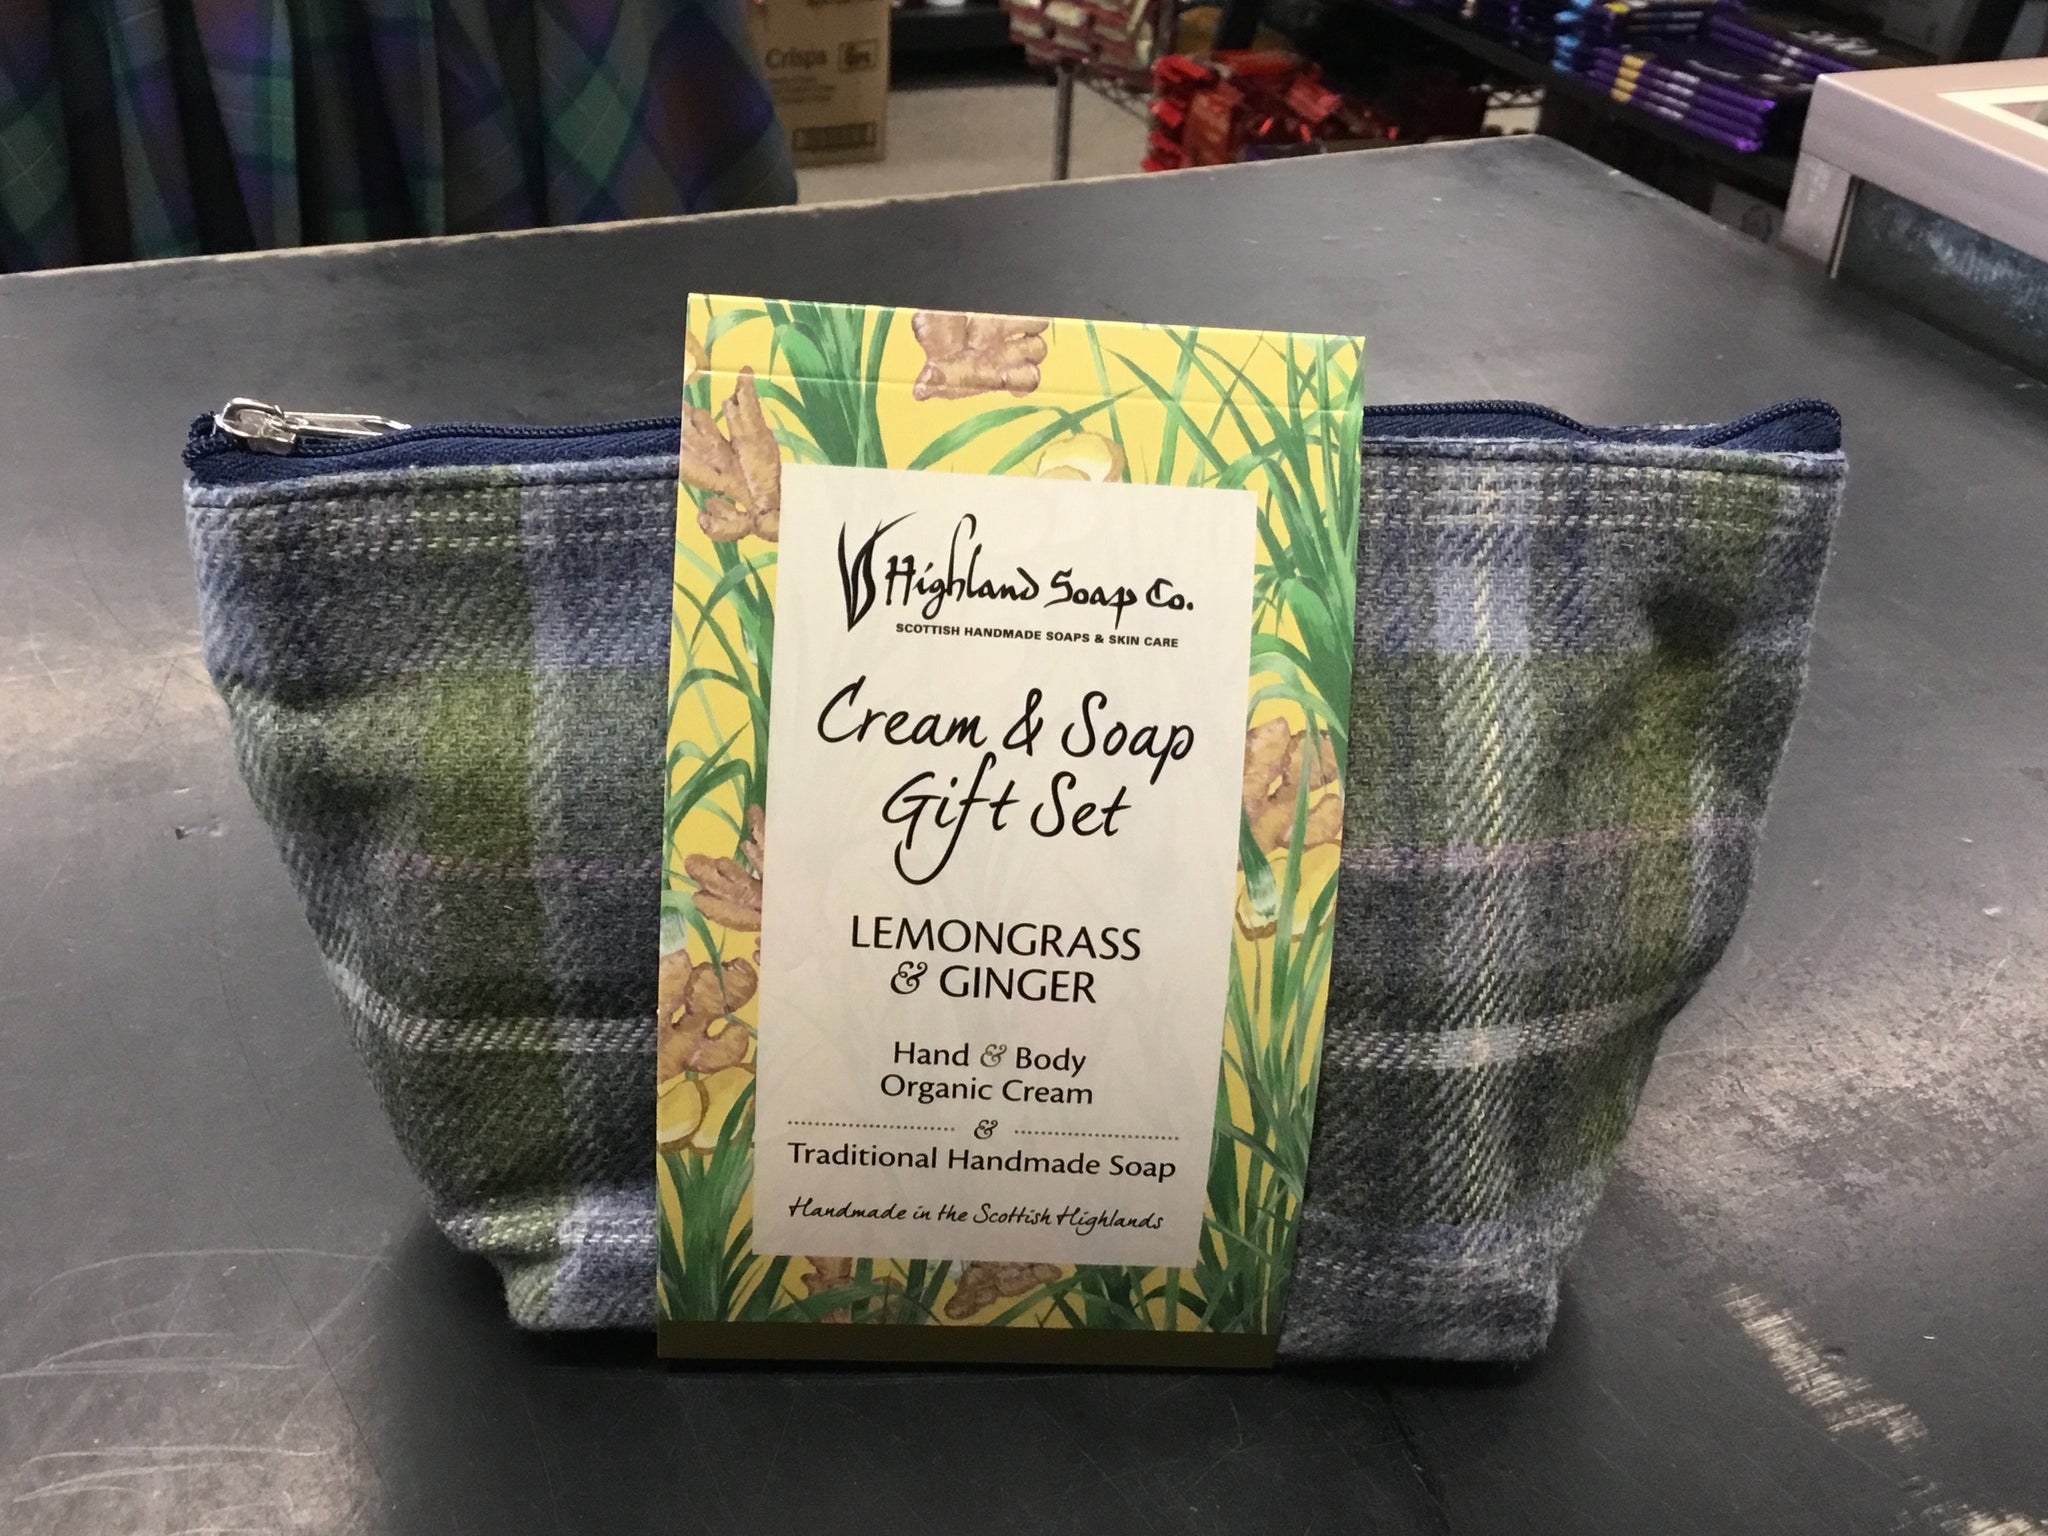 Crisps
Highland Soap Co.
SCOTTISH HANDMADE SOAPS & SKIN CARE
Cream & Soap
Gift Set
LEMONGRASS
& GINGER
Hand & Body
Organic Cream
&
Traditional Handmade Soap
Handmade in the Scottish Highlands